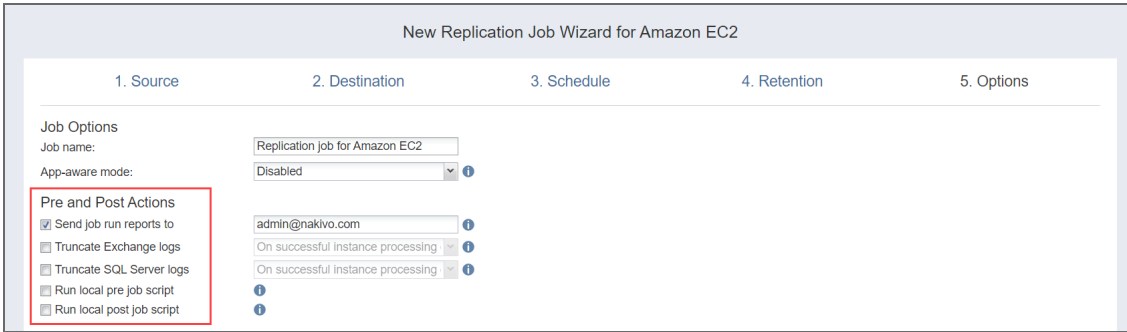 New Replication Job Wizard for Amazon EC2
1. Source 2. Destination 3. Schedule 4. Retention 5. Options
Job Options
Job name: Replication job for Amazon EC2
App-aware mode: Disabled
Pre and Post Actions
Send job run reports to admin@nakivo.com
Truncate Exchange logs On successful instance processing
Truncate SQL Server logs On successful instance processing
Run local pre job script
Run local post job script